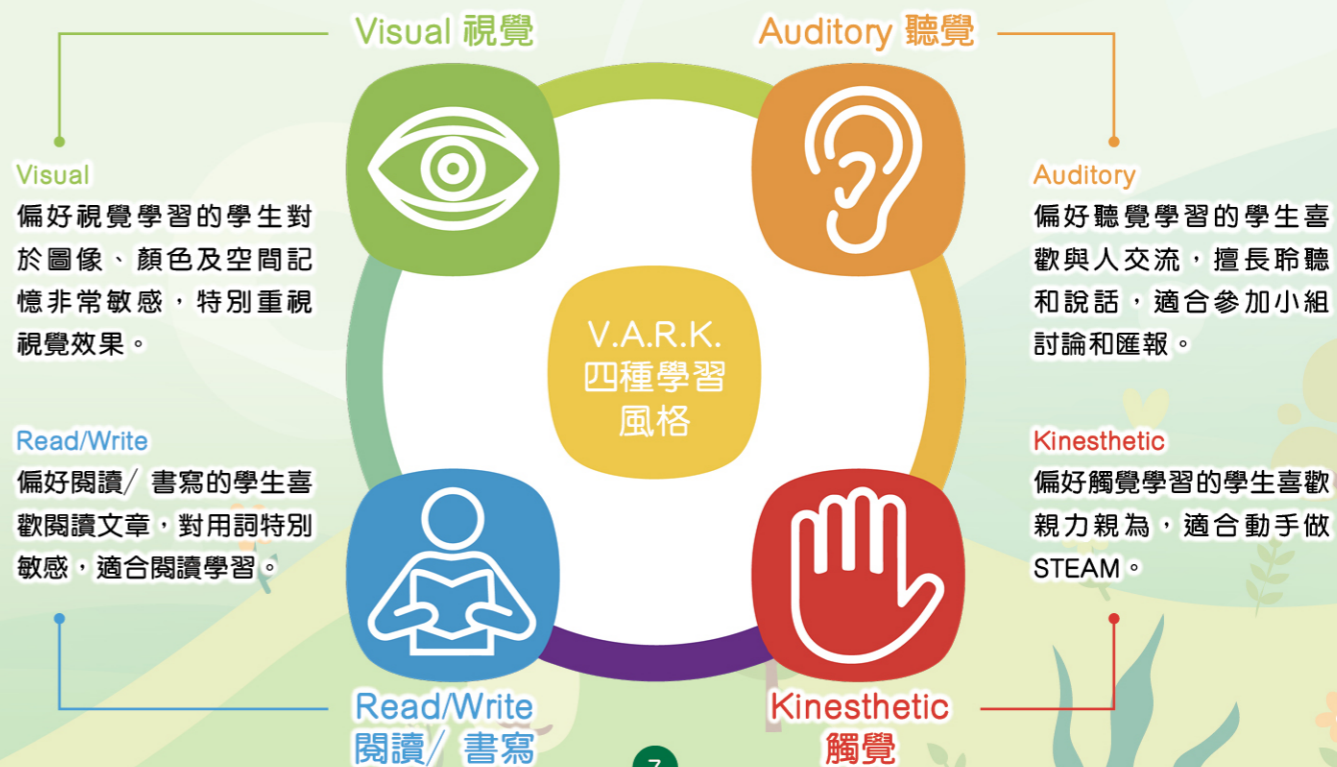 Visual 視覺
Auditory 聽覺
Visual
偏好視覺學習的學生對
於圖像、顏色及空間記
憶非常敏感，特別重視
視覺效果。
Auditory
偏好聽覺學習的學生喜
歡與人交流，擅長聆聽
和說話，適合參加小組
討論和匯報。
V.A.R.K.
四種學習
風格
Read/Write
偏好閱讀/ 書寫的學生喜
歡閱讀文章，對用詞特別
敏感，適合閱讀學習。
Kinesthetic
偏好觸覺學習的學生喜歡
親力親為，適合動手做
STEAM。
Read/Write
閱讀/ 書寫
Kinesthetic
觸覺